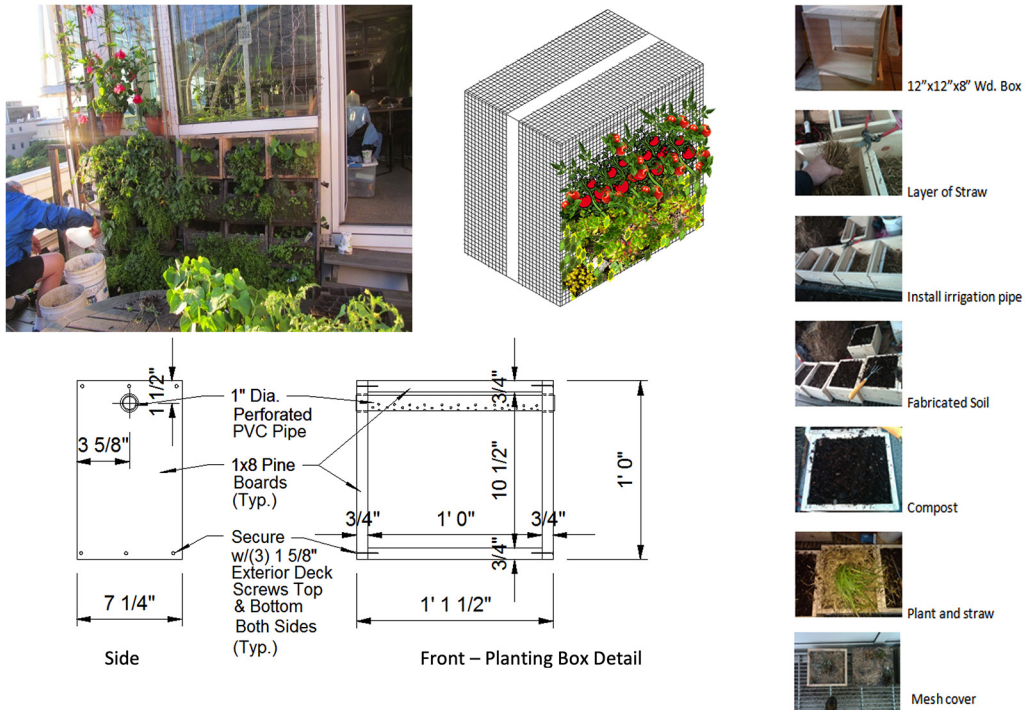 12”x12”x8” Wd. Box
Layer of Straw
Install irrigation pipe
Fabricated Soil
Compost
Plant and straw
Mesh cover
1 1/2"
3 5/8"
7 1/4"
Side
1" Dia.
Perforated
PVC Pipe
1x8 Pine
Boards
(Typ.)
Secure
w/(3) 1 5/8"
Exterior Deck
Screws Top
& Bottom
Both Sides
(Typ.)
3/4"
10 1/2"
1' 0"
3/4"
1' 0"
3/4"
3/4"
1' 1 1/2"
Front – Planting Box Detail